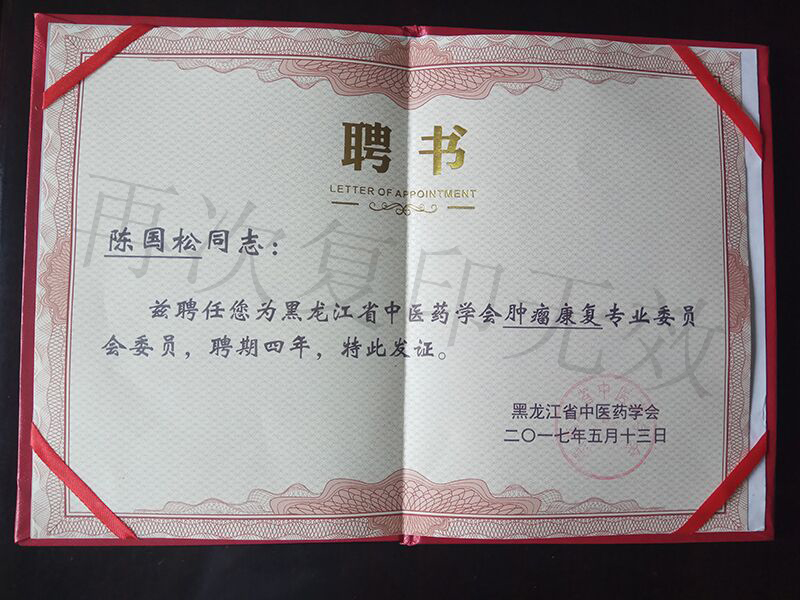 聘书
LETTER OF APPOINTMENT
再次复印无效
陈国松同志：
兹聘任您为黑龙江省中医药学会肿瘤康复专业委员
会委员，聘期四年，特此发证。
黑龙江省中医药学会
二〇一七年五月十三日